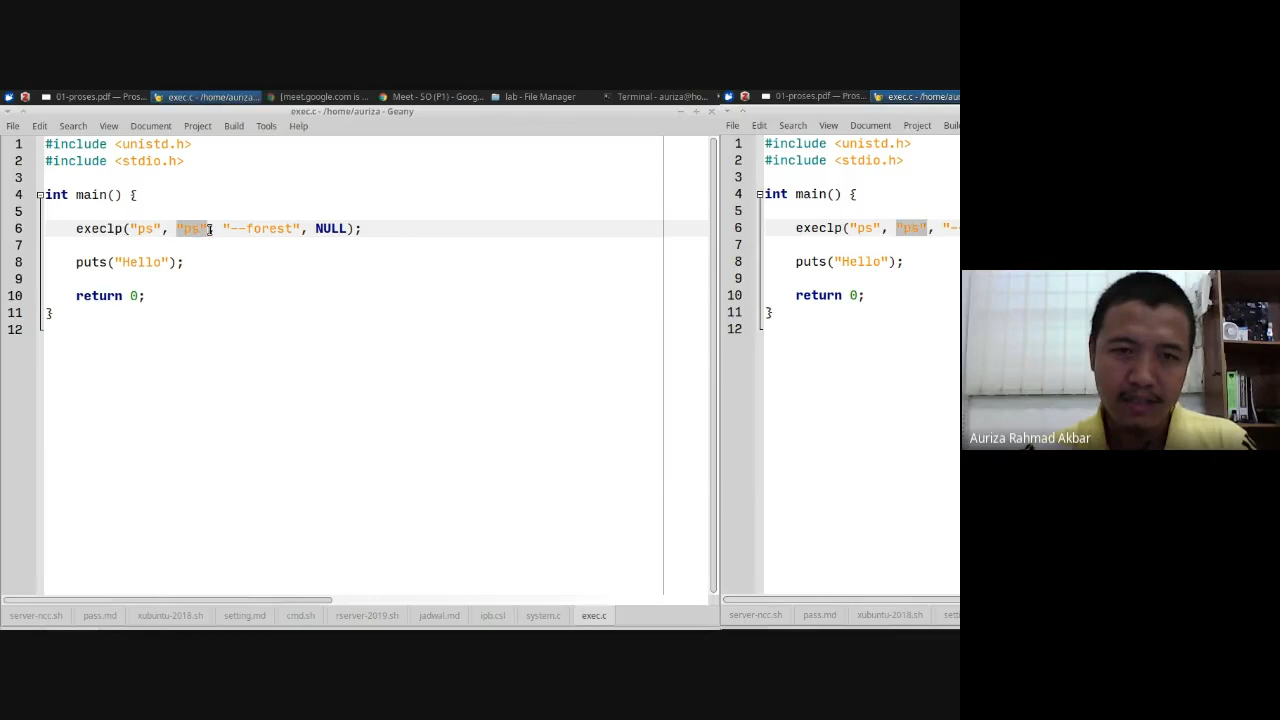 01-proses.pdf — Pros...
exec.c - /home/auriza...
[meet.google.com is ...
Meet - SO (P1) - Goog...
lab - File Manager
Terminal - auriza@ho...
exec.c - /home/auriza - Geany
File Edit Search View Document Project Build Tools Help
1 #include <unistd.h>
2 #include <stdio.h>
3
4 int main() {
5
6 execlp("ps", "ps", "--forest", NULL);
7
8 puts("Hello");
9
10 return 0;
11 }
12
server-ncc.sh pass.md xubuntu-2018.sh setting.md cmd.sh rserver-2019.sh jadwal.md ipb.csl system.c exec.c
01-proses.pdf — Pros...
exec.c - /home/au
File Edit Search View Document Project Buil
1 #include <unistd.h>
2 #include <stdio.h>
3
4 int main() {
5
6 execlp("ps", "ps", "--
7
8 puts("Hello");
9
10 return 0;
11 }
12
server-ncc.sh pass.md xubuntu-2018.sh sett
Auriza Rahmad Akbar